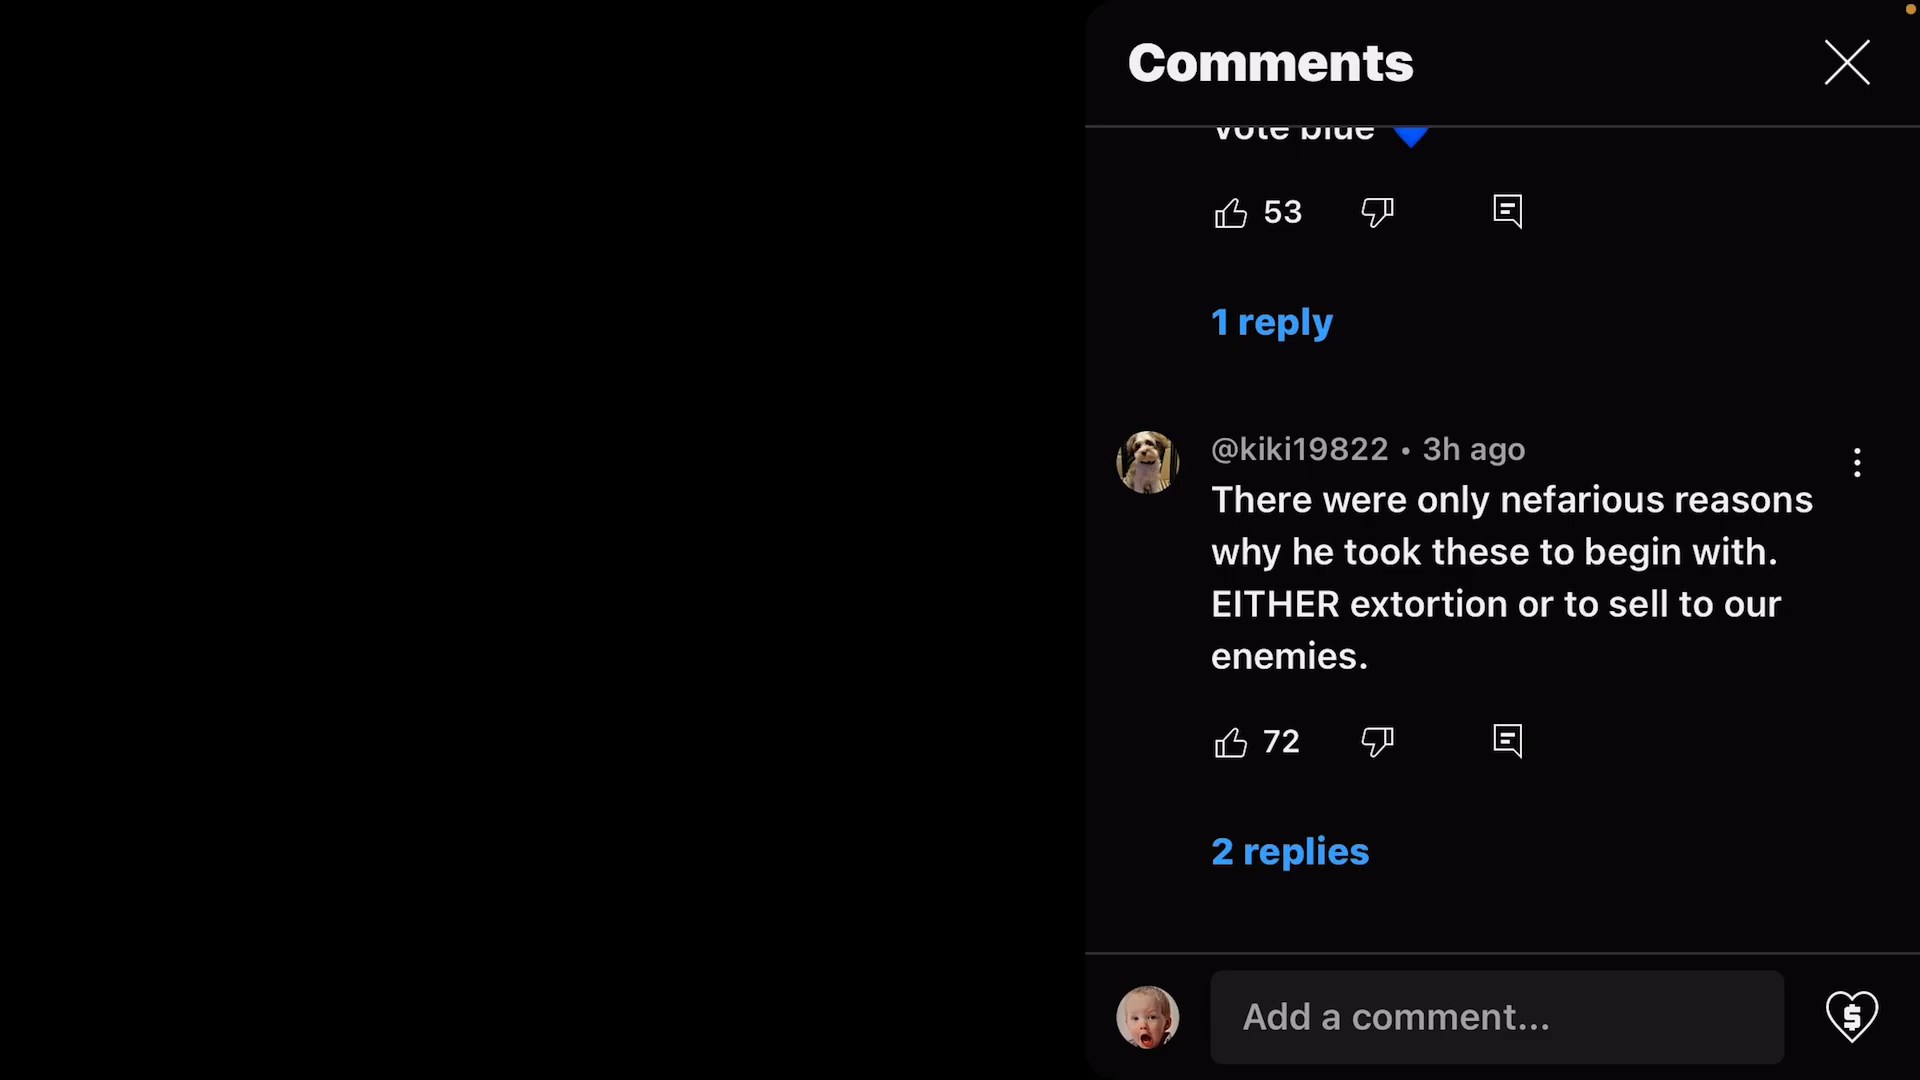 Comments
Vote blue 💙
53
1 reply
@kiki19822 • 3h ago
There were only nefarious reasons
why he took these to begin with.
EITHER extortion or to sell to our
enemies.
72
2 replies
Add a comment...